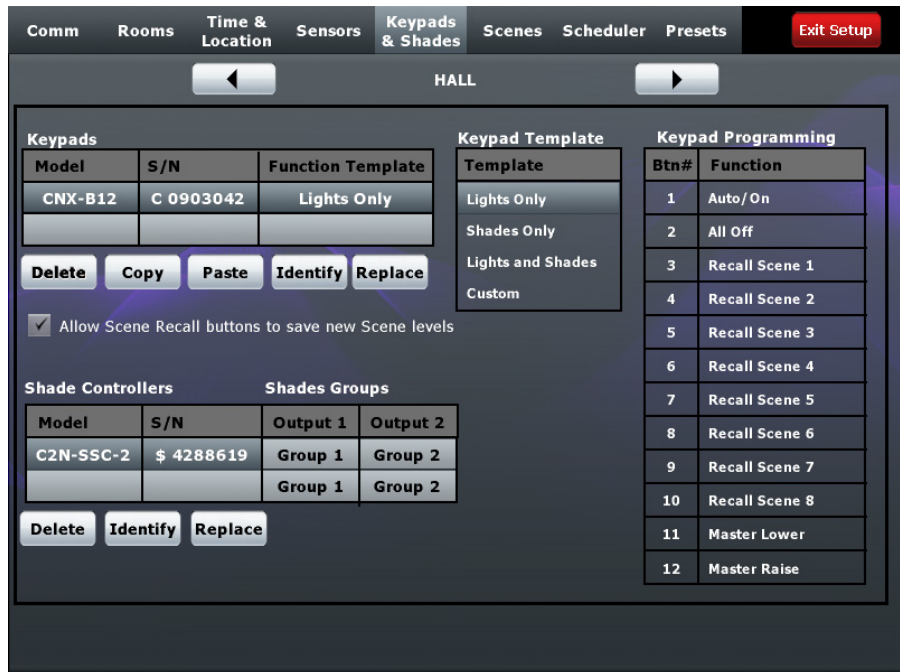 Comm Rooms Time & Location Sensors Keypads & Shades Scenes Scheduler Presets Exit Setup
HALL
Keypads
Model S/N Function Template
CNX-B12 C 0903042 Lights Only
Delete Copy Paste Identify Replace
Allow Scene Recall buttons to save new Scene levels
Keypad Template
Template
Lights Only
Shades Only
Lights and Shades
Custom
Shade Controllers Shades Groups
Model S/N Output 1 Output 2
C2N-SSC-2 $ 4288619 Group 1 Group 2
Group 1 Group 2
Delete Identify Replace
Keypad Programming
Btn# Function
1 Auto/On
2 All Off
3 Recall Scene 1
4 Recall Scene 2
5 Recall Scene 3
6 Recall Scene 4
7 Recall Scene 5
8 Recall Scene 6
9 Recall Scene 7
10 Recall Scene 8
11 Master Lower
12 Master Raise